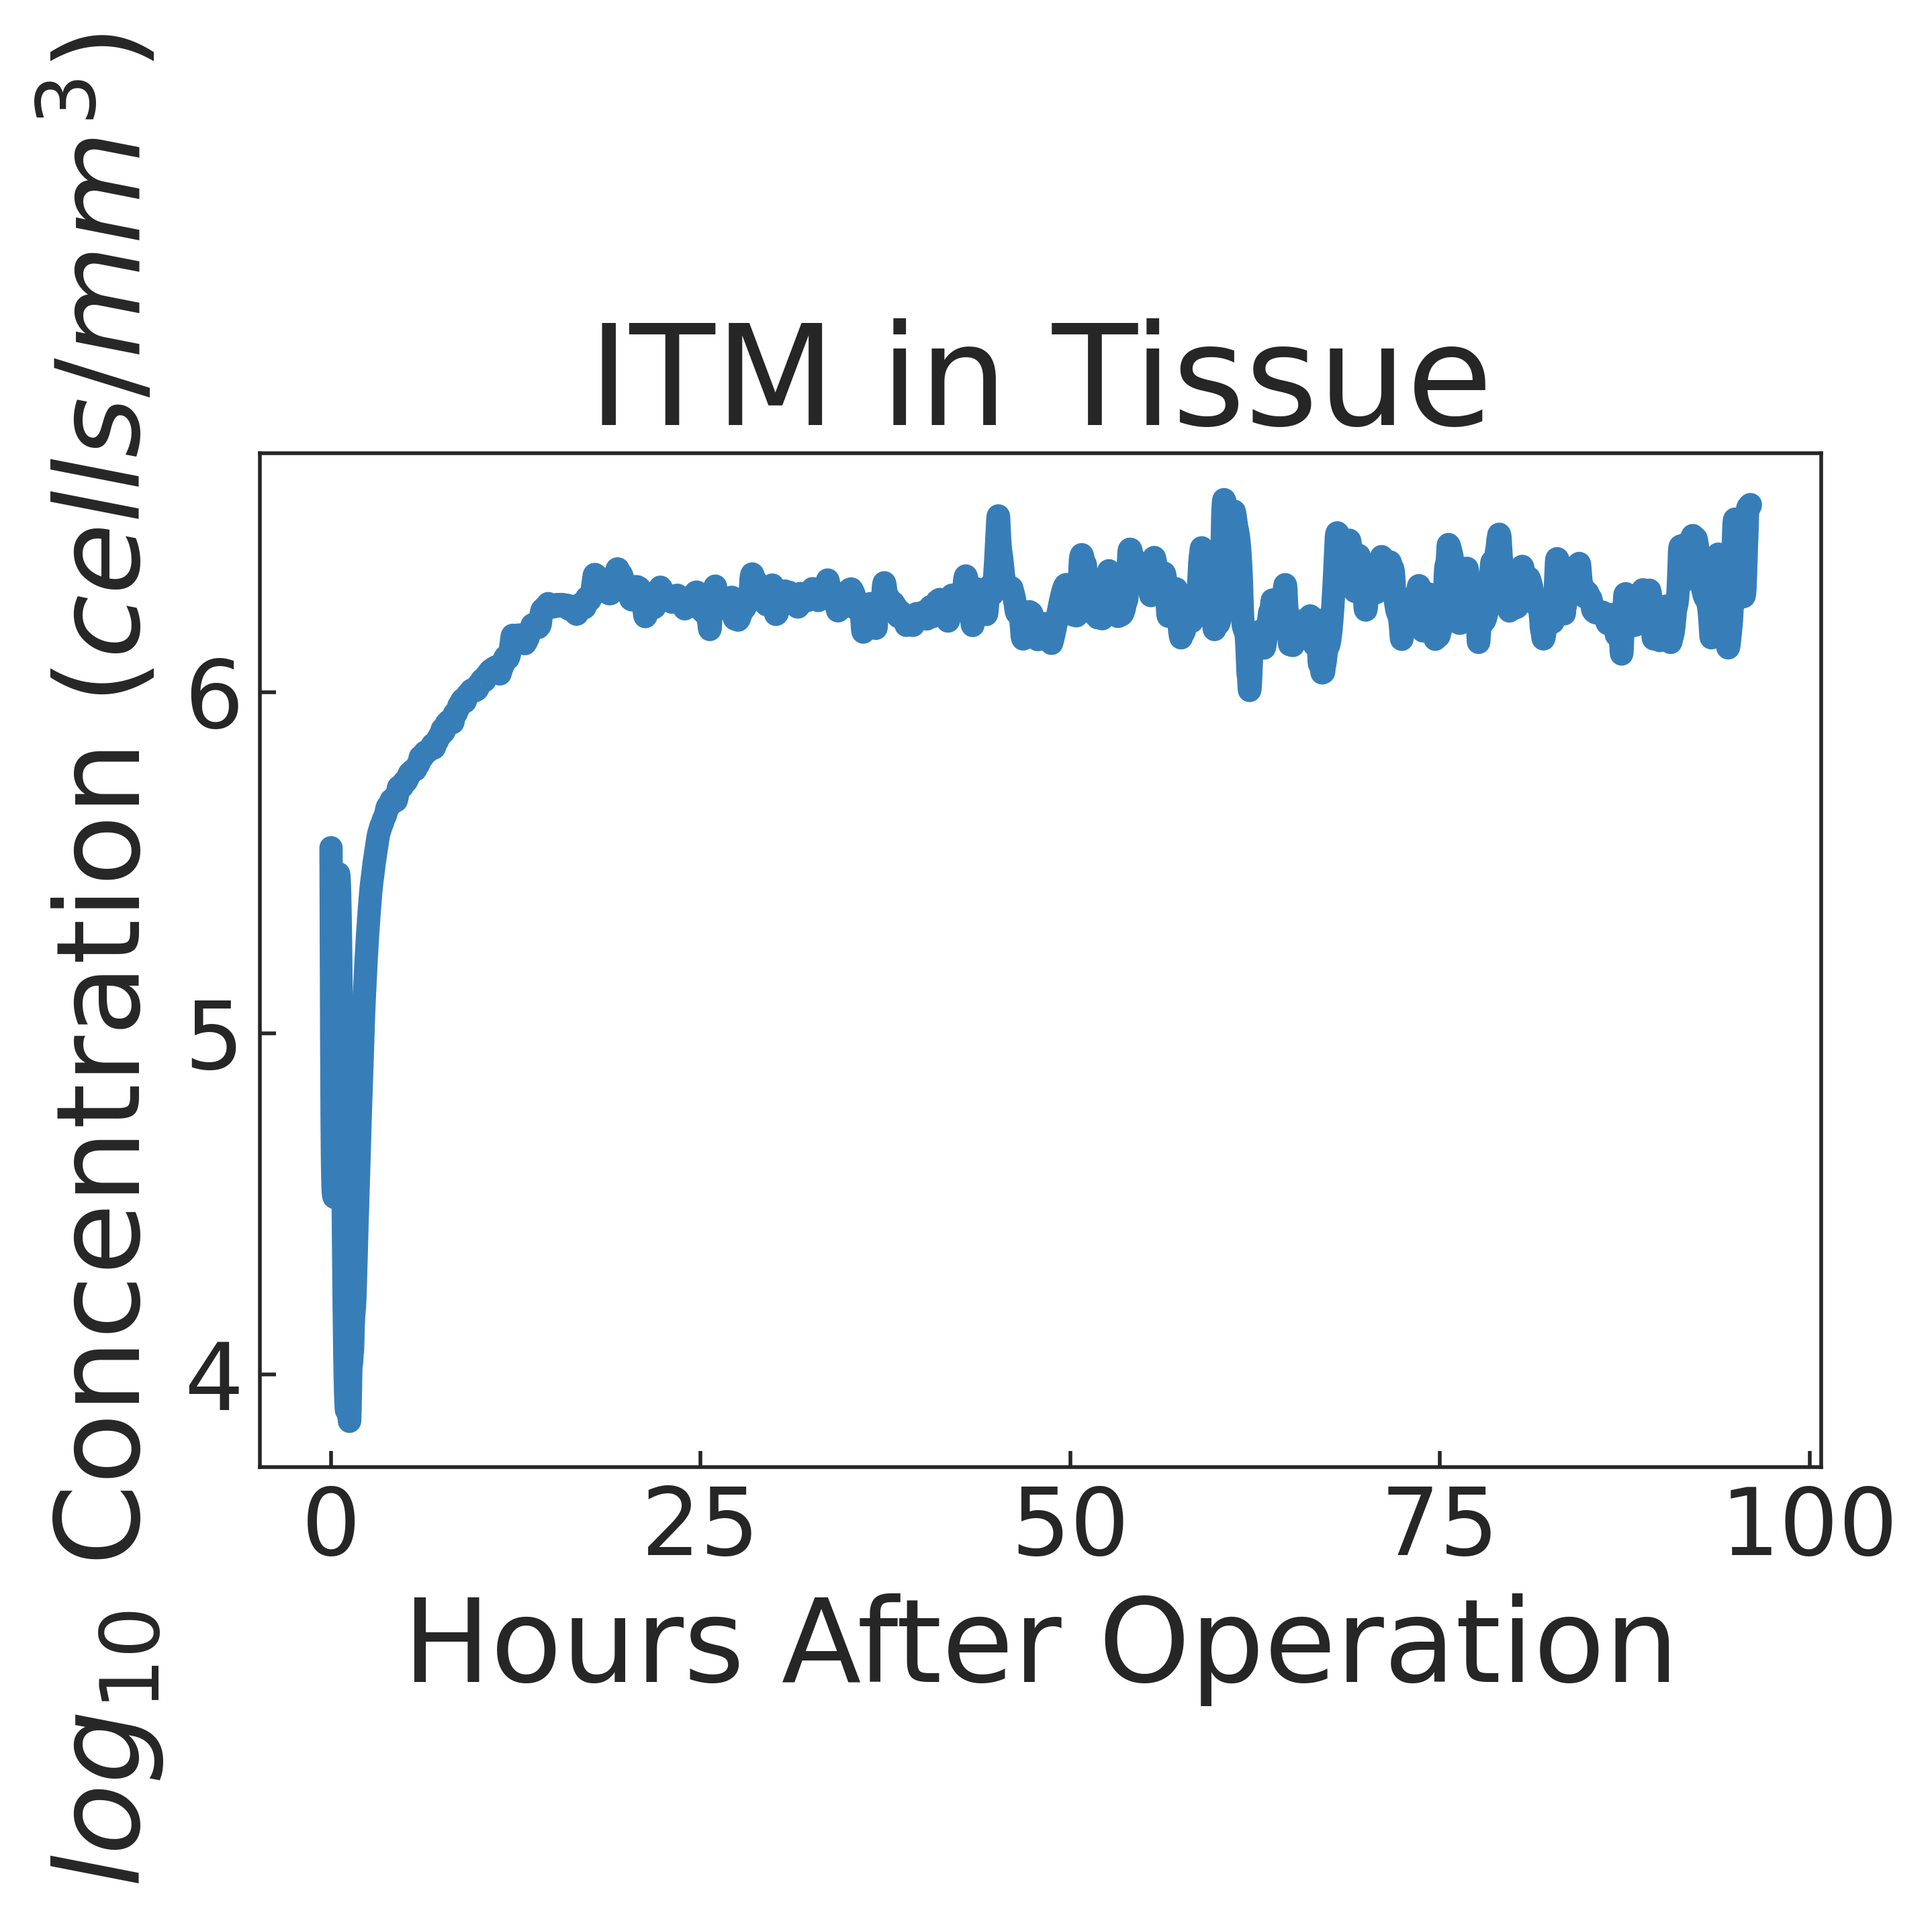 ITM in Tissue
log10 Concentration (cells/mm³)
6
5
4
0 25 50 75 100
Hours After Operation